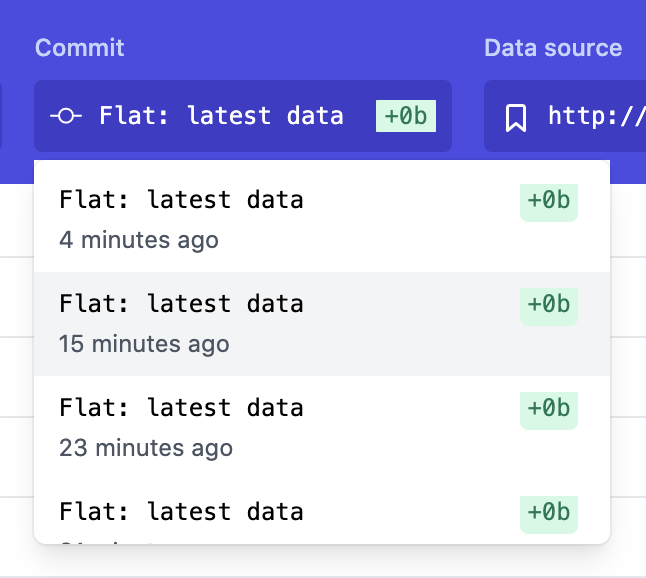 Commit
Data source
Flat: latest data +0b
http://
Flat: latest data +0b
4 minutes ago
Flat: latest data +0b
15 minutes ago
Flat: latest data +0b
23 minutes ago
Flat: latest data +0b